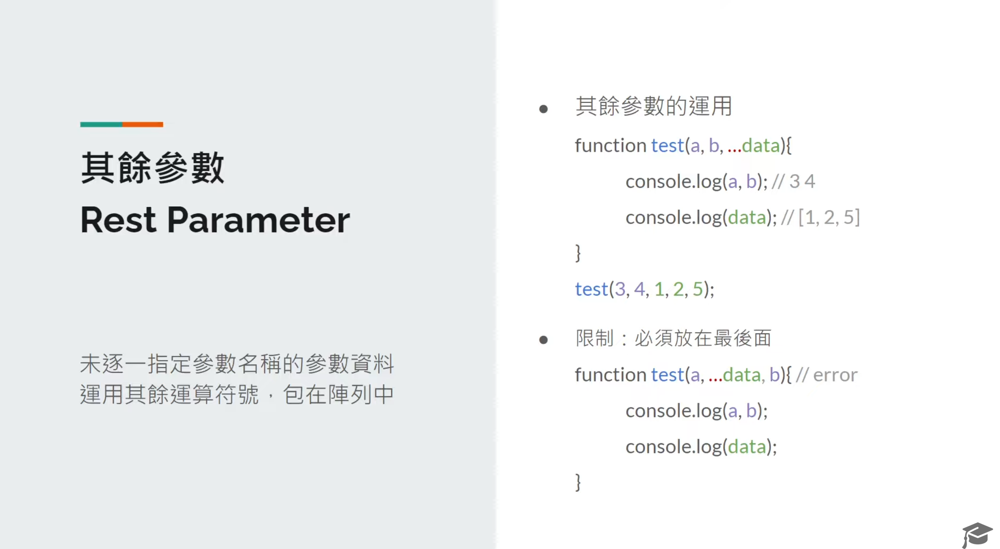 其餘參數
Rest Parameter
未逐一指定參數名稱的參數資料
運用其餘運算符號，包在陣列中
● 其餘參數的運用
function test(a, b, ...data){
console.log(a, b); // 3 4
console.log(data); // [1, 2, 5]
}
test(3, 4, 1, 2, 5);
● 限制：必須放在最後面
function test(a, ...data, b){ // error
console.log(a, b);
console.log(data);
}